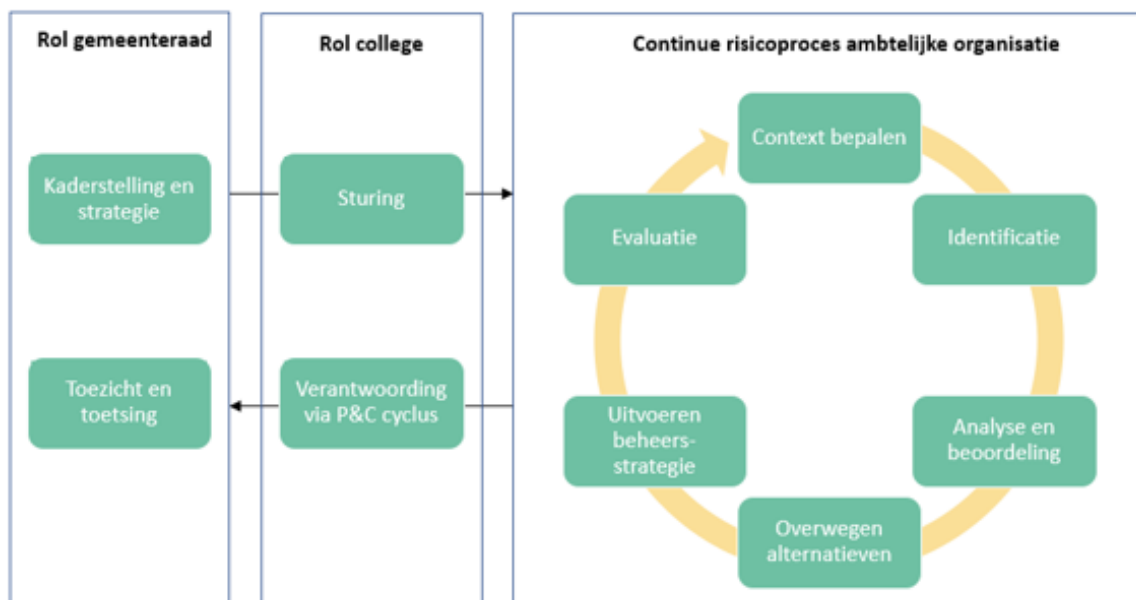 Rol gemeenteraad
Kaderstelling en
strategie
Toezicht en
toetsing
Rol college
Sturing
Verantwoording
via P&C cyclus
Continue risicoproces ambtelijke organisatie
Context bepalen
Identificatie
Analyse en
beoordeling
Overwegen
alternatieven
Uitvoeren
beheers-
strategie
Evaluatie